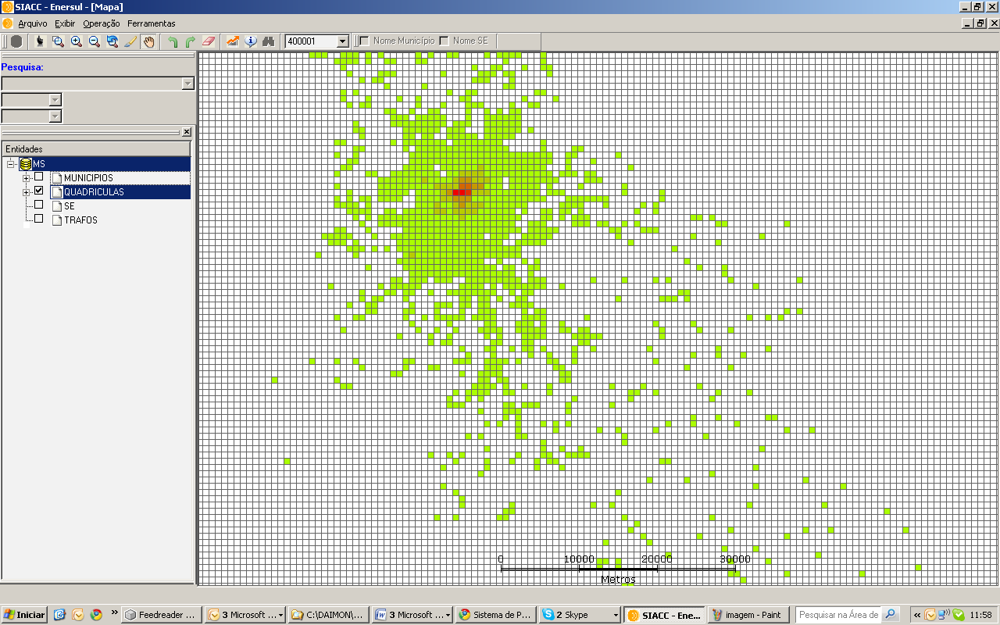 SIACC - Enersul - [Mapa]
Arquivo Exibir Operação Ferramentas
400001 Nome Município Nome SE
Pesquisa:
Entidades
MS
MUNICIPIOS
QUADRICULAS
SE
TRAFOS
0 10000 20000 30000
Metros
Iniciar » Feedreader 3 Microsoft ... C:\DAIMON\... 3 Microsoft ... Sistema de P... 2 Skype SIACC - Ene... imagem - Paint Pesquisar na Área de « 11:58